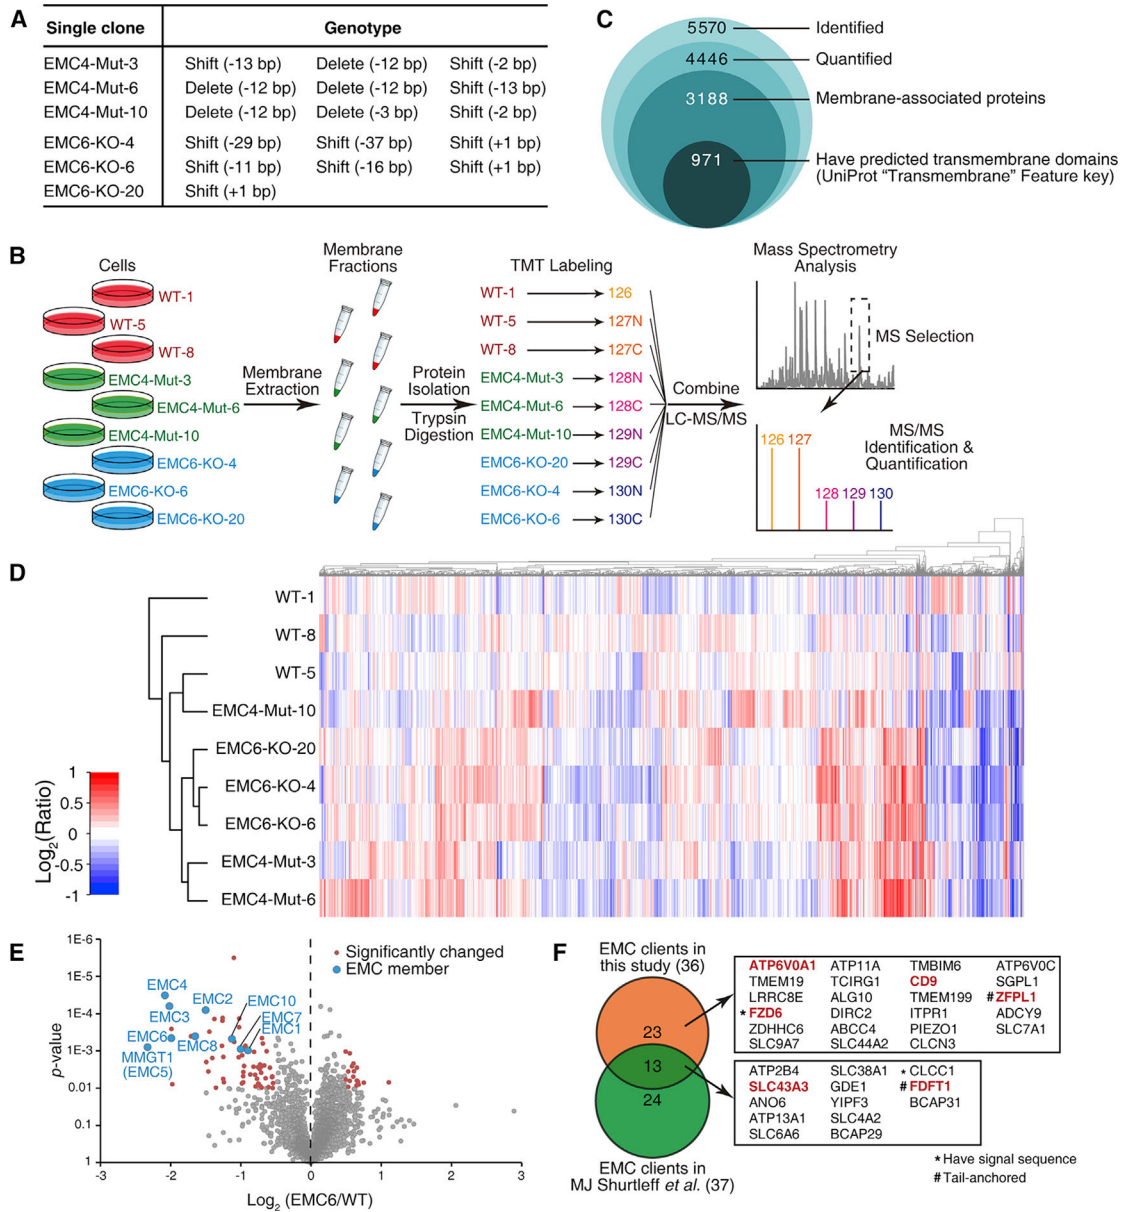 A
Single clone Genotype
EMC4-Mut-3 Shift (-13 bp) Delete (-12 bp) Shift (-2 bp)
EMC4-Mut-6 Delete (-12 bp) Delete (-12 bp) Shift (-13 bp)
EMC4-Mut-10 Delete (-12 bp) Delete (-3 bp) Shift (-2 bp)
EMC6-KO-4 Shift (-29 bp) Shift (-37 bp) Shift (+1 bp)
EMC6-KO-6 Shift (-11 bp) Shift (-16 bp) Shift (+1 bp)
EMC6-KO-20 Shift (+1 bp)
C
5570 Identified
4446 Quantified
3188 Membrane-associated proteins
971 Have predicted transmembrane domains
(UniProt “Transmembrane” Feature key)
B
Cells
WT-1
WT-5
WT-8
EMC4-Mut-3
EMC4-Mut-6
EMC4-Mut-10
EMC6-KO-4
EMC6-KO-6
EMC6-KO-20
Membrane
Extraction
Membrane
Fractions
Protein
Isolation
Trypsin
Digestion
TMT Labeling
WT-1 126
WT-5 127N
WT-8 127C
EMC4-Mut-3 128N
EMC4-Mut-6 128C
EMC4-Mut-10 129N
EMC6-KO-20 129C
EMC6-KO-4 130N
EMC6-KO-6 130C
Combine
LC-MS/MS
Mass Spectrometry
Analysis
MS Selection
MS/MS
Identification &
Quantification
126 127
128 129 130
D
WT-1
WT-8
WT-5
EMC4-Mut-10
EMC6-KO-20
EMC6-KO-4
EMC6-KO-6
EMC4-Mut-3
EMC4-Mut-6
Log2(Ratio)
1
0.5
0
-0.5
-1
E
p-value
1E-6
1E-5
1E-4
1E-3
0.01
0.1
1
-3 -2 -1 0 1 2 3
Log2 (EMC6/WT)
Significantly changed
EMC member
EMC4
EMC3
EMC2
EMC10
EMC7
EMC1
EMC6
EMC8
MMGT1
(EMC5)
F
EMC clients in
this study (36)
23
13
24
EMC clients in
MJ Shurtleff et al. (37)
ATP6V0A1 ATP11A TMBIM6 ATP6V0C
TMEM19 TCIRG1 CD9 SGPL1
LRRC8E ALG10 TMEM199 #ZFPL1
*FZD6 DIRC2 ITPR1 ADCY9
ZDHHC6 ABCC4 PIEZO1 SLC7A1
SLC9A7 SLC44A2 CLCN3
ATP2B4 SLC38A1 *CLCC1
SLC43A3 GDE1 #FDFT1
ANO6 YIPF3 BCAP31
ATP13A1 SLC4A2
SLC6A6 BCAP29
*Have signal sequence
#Tail-anchored